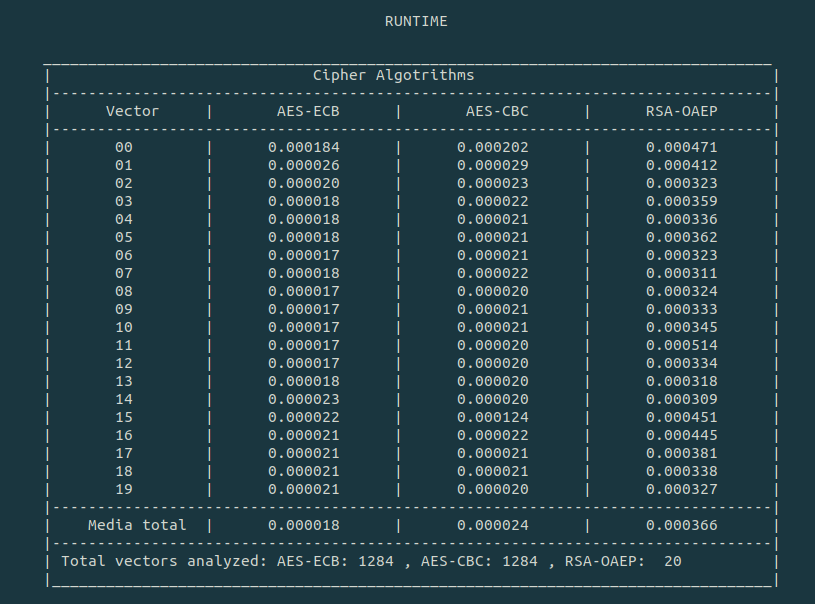 RUNTIME
Cipher Algotrithms
| Vector | AES-ECB | AES-CBC | RSA-OAEP |
| 00 | 0.000184 | 0.000202 | 0.000471 |
| 01 | 0.000026 | 0.000029 | 0.000412 |
| 02 | 0.000020 | 0.000023 | 0.000323 |
| 03 | 0.000018 | 0.000022 | 0.000359 |
| 04 | 0.000018 | 0.000021 | 0.000336 |
| 05 | 0.000018 | 0.000021 | 0.000362 |
| 06 | 0.000017 | 0.000021 | 0.000323 |
| 07 | 0.000018 | 0.000022 | 0.000311 |
| 08 | 0.000017 | 0.000020 | 0.000324 |
| 09 | 0.000017 | 0.000021 | 0.000333 |
| 10 | 0.000017 | 0.000021 | 0.000345 |
| 11 | 0.000017 | 0.000020 | 0.000514 |
| 12 | 0.000017 | 0.000020 | 0.000334 |
| 13 | 0.000018 | 0.000020 | 0.000318 |
| 14 | 0.000023 | 0.000020 | 0.000309 |
| 15 | 0.000022 | 0.000124 | 0.000451 |
| 16 | 0.000021 | 0.000022 | 0.000445 |
| 17 | 0.000021 | 0.000021 | 0.000381 |
| 18 | 0.000021 | 0.000021 | 0.000338 |
| 19 | 0.000021 | 0.000020 | 0.000327 |
| Media total | 0.000018 | 0.000024 | 0.000366 |
| Total vectors analyzed: AES-ECB: 1284 , AES-CBC: 1284 , RSA-OAEP:  20 |